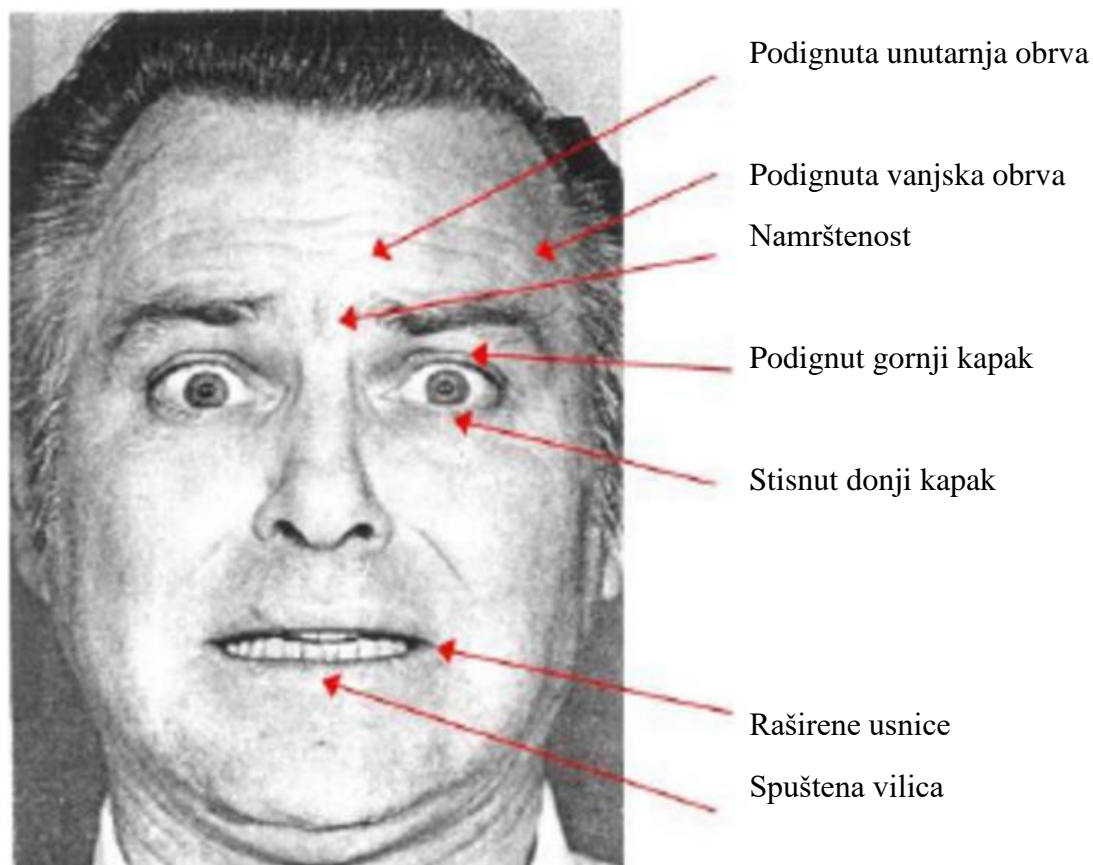 Podignuta unutarnja obrva
Podignuta vanjska obrva
Namrštenost
Podignut gornji kapak
Stisnut donji kapak
Raširene usnice
Spuštena vilica